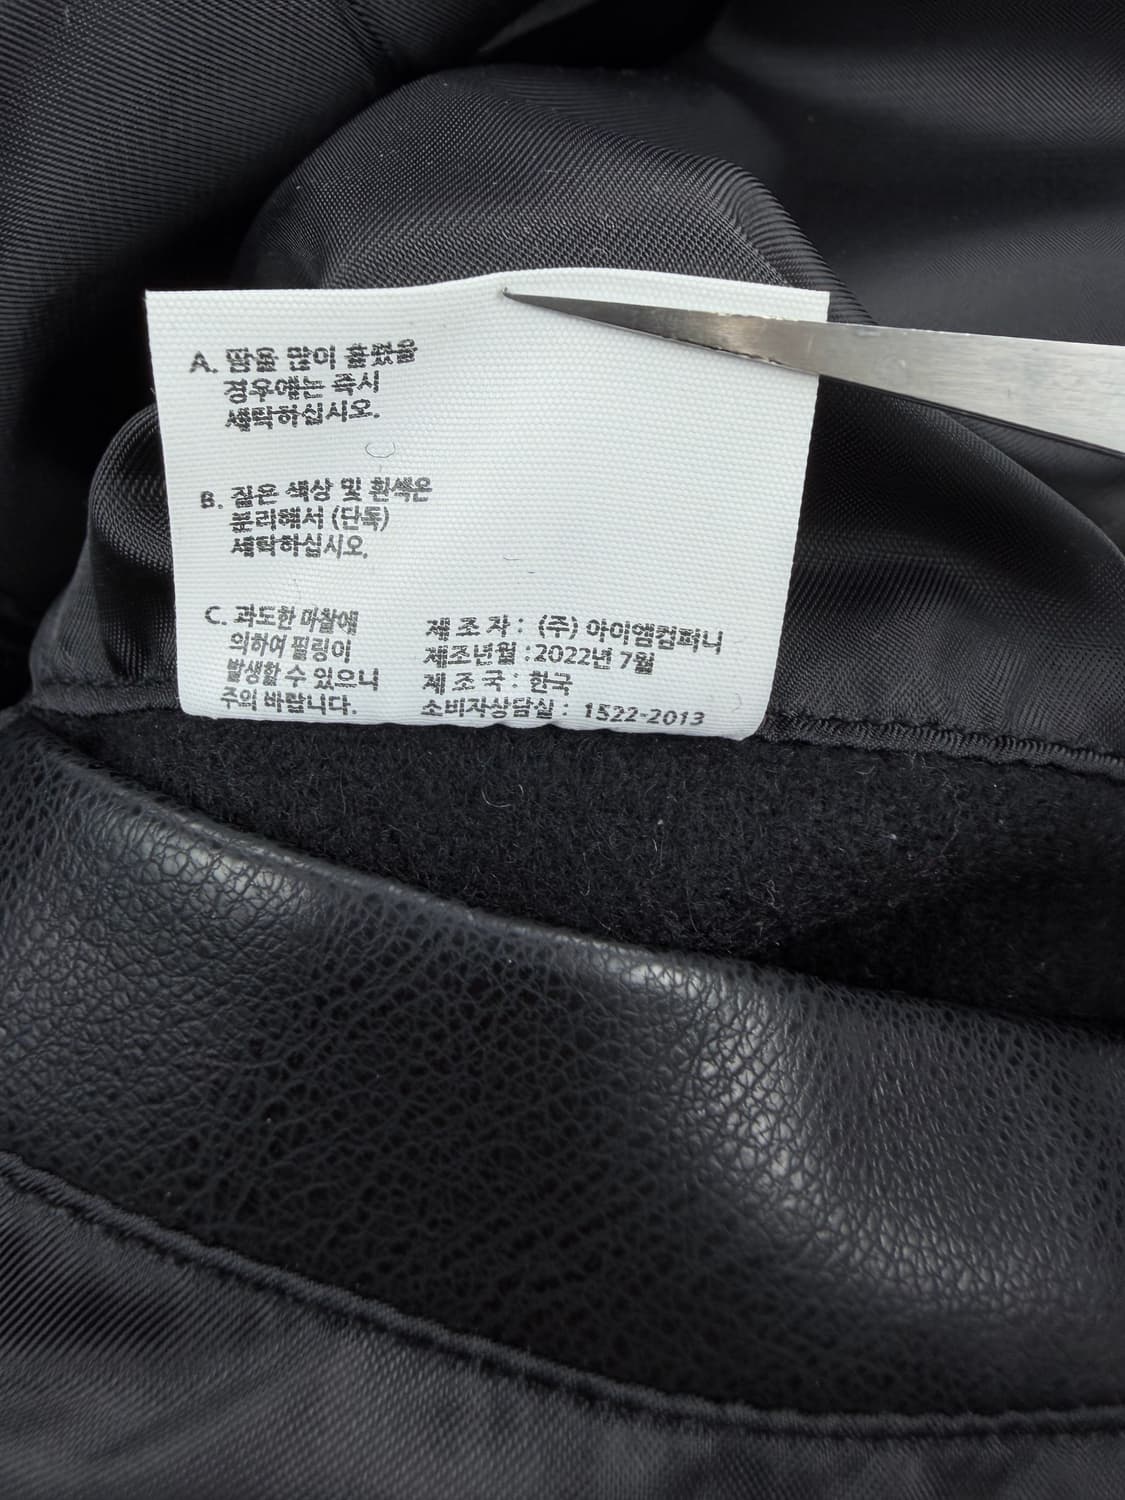 A. 땀을 많이 흘렸을
경우에는 즉시
세탁하십시오.
B. 짙은 색상 및 흰색은
분리해서 (단독)
세탁하십시오.
C. 과도한 마찰에
의하여 필링이
발생할 수 있으니
주의 바랍니다.
제 조 자 : (주) 아이앰컴퍼니
제조년월 : 2022년 7월
제 조 국 : 한국
소비자상담실 : 1522-2013